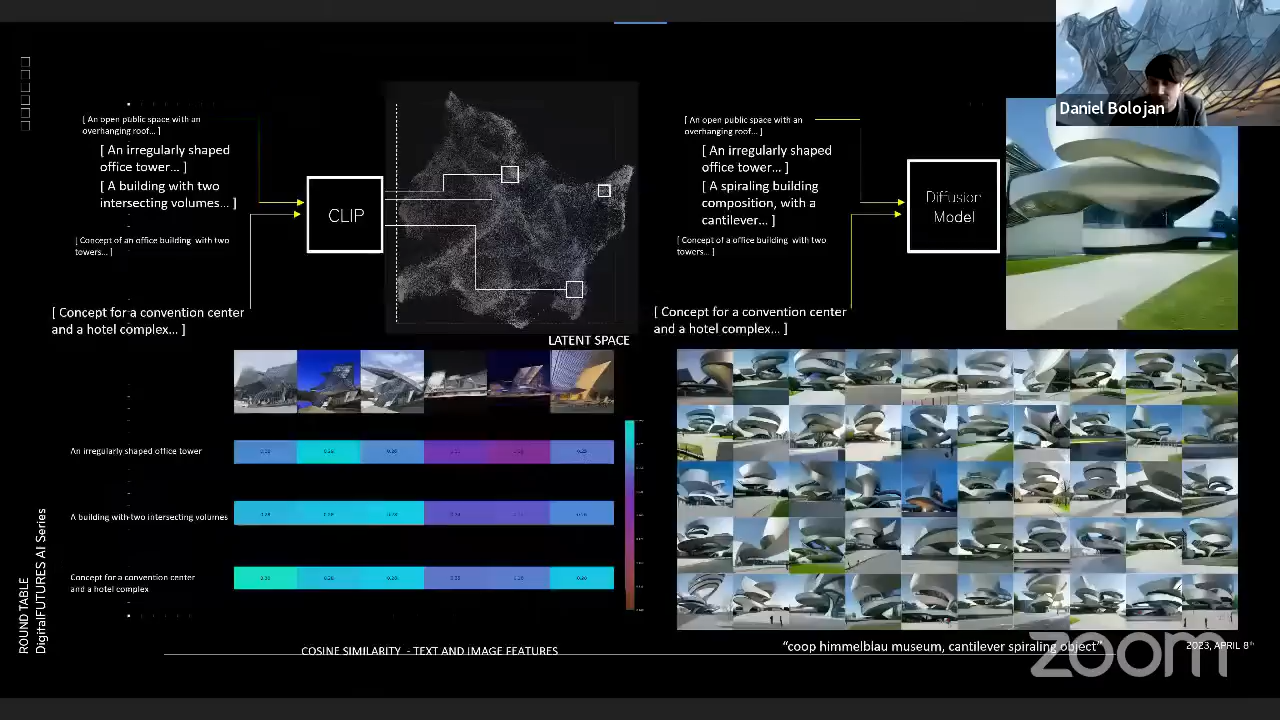 Daniel Bolojan
[ An open public space with an
overhanging roof... ]
[ An irregularly shaped
office tower... ]
[ A building with two
intersecting volumes... ]
[ Concept of an office building with two
towers... ]
[ Concept for a convention center
and a hotel complex... ]
CLIP
LATENT SPACE
[ An open public space with an
overhanging roof... ]
[ An irregularly shaped
office tower... ]
[ A spiraling building
composition, with a
cantilever... ]
[ Concept of a office building with two
towers... ]
[ Concept for a convention center
and a hotel complex... ]
Diffusion
Model
An irregularly shaped office tower
A building with two intersecting volumes
Concept for a convention center
and a hotel complex
COSINE SIMILARITY - TEXT AND IMAGE FEATURES
"coop himmelblau museum, cantilever spiraling object"
2023, APRIL 8th
zoom
ROUND TABLE
DigitalFUTURES AI Series